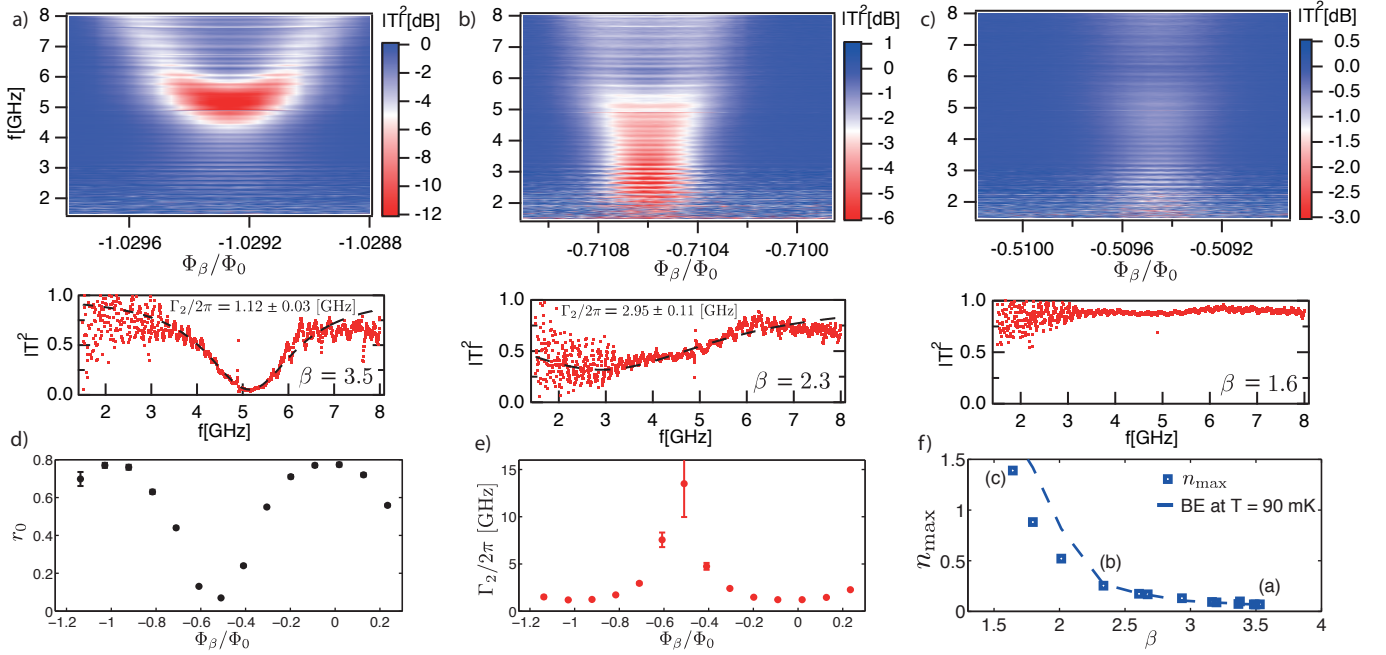 a)
|T|²[dB]
8
7
6
5
4
3
2
f[GHz]
0
-2
-4
-6
-8
-10
-12
-1.0296
-1.0292
-1.0288
Φβ/Φ0
b)
|T|²[dB]
8
7
6
5
4
3
2
1
0
-1
-2
-3
-4
-5
-6
-0.7108
-0.7104
-0.7100
Φβ/Φ0
c)
|T|²[dB]
8
7
6
5
4
3
2
0.5
0.0
-0.5
-1.0
-1.5
-2.0
-2.5
-3.0
-0.5100
-0.5096
-0.5092
Φβ/Φ0
1.0
0.5
0.0
|T|²
Γ2/2π = 1.12 ± 0.03 [GHz]
β = 3.5
2 3 4 5 6 7 8
f[GHz]
1.0
0.5
0.0
|T|²
Γ2/2π = 2.95 ± 0.11 [GHz]
β = 2.3
2 3 4 5 6 7 8
f[GHz]
1.0
0.5
0.0
|T|²
β = 1.6
2 3 4 5 6 7 8
f[GHz]
d)
0.8
0.6
0.4
0.2
0
r0
−1.2 −1 −0.8 −0.6 −0.4 −0.2 0 0.2
Φβ/Φ0
e)
15
10
5
0
Γ2/2π [GHz]
−1.2 −1 −0.8 −0.6 −0.4 −0.2 0 0.2
Φβ/Φ0
f)
1.5
1
0.5
0
nmax
(c)
nmax
BE at T = 90 mK
(b)
(a)
1.5 2 2.5 3 3.5 4
β